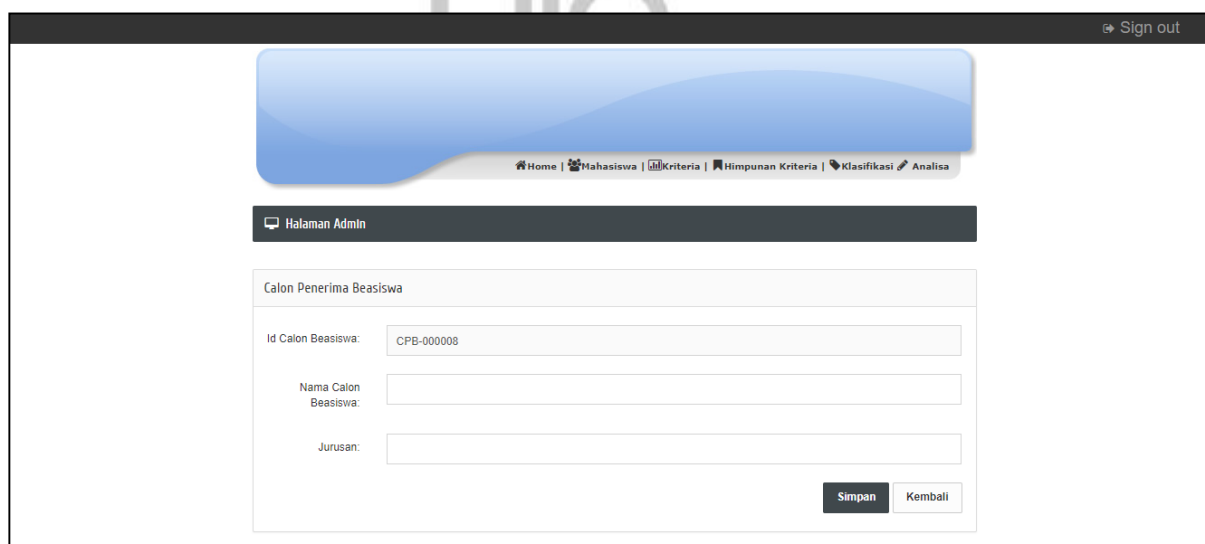 Sign out
Home | Mahasiswa | Kriteria | Himpunan Kriteria | Klasifikasi Analisa
Halaman Admin
Calon Penerima Beasiswa
Id Calon Beasiswa: CPB-000008
Nama Calon
Beasiswa:
Jurusan:
Simpan Kembali